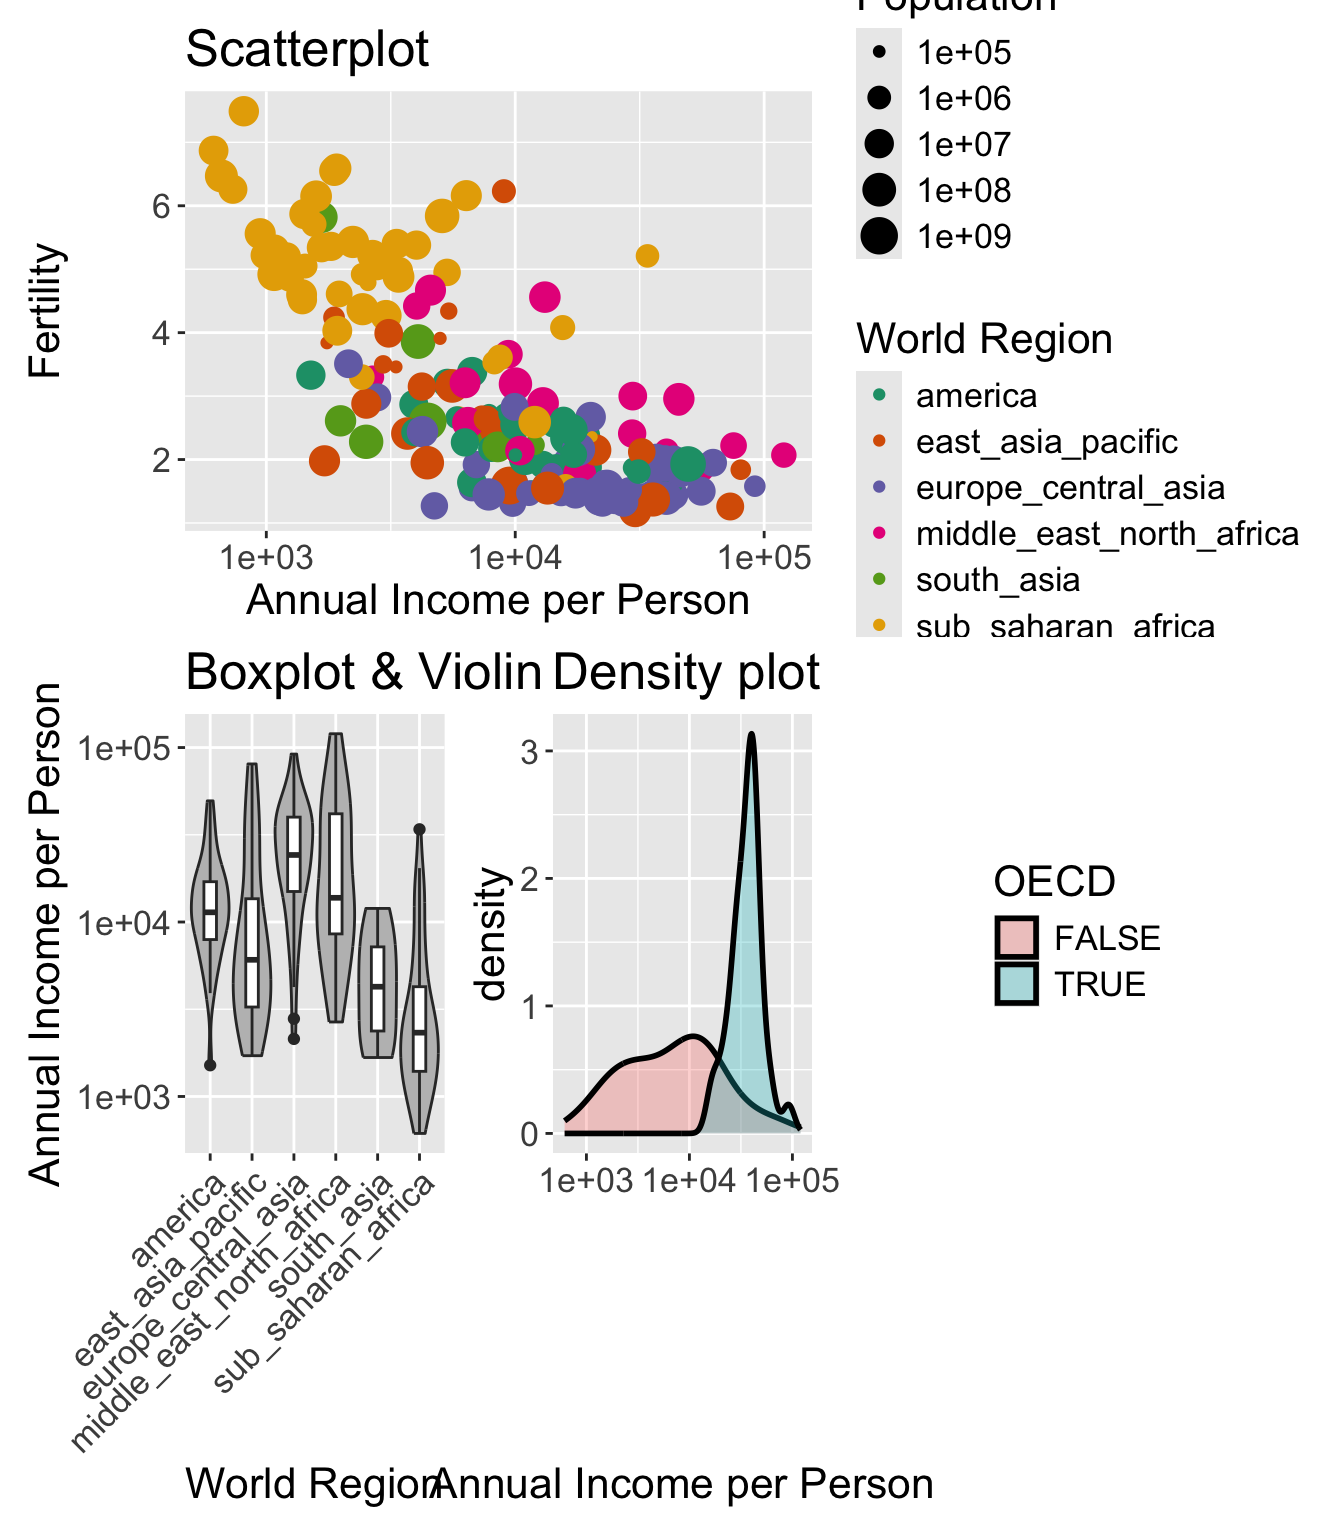 Population
Scatterplot
1e+05
1e+06
1e+07
1e+08
1e+09
Fertility
6
4
2
1e+03 1e+04 1e+05
Annual Income per Person
World Region
america
east_asia_pacific
europe_central_asia
middle_east_north_africa
south_asia
sub_saharan_africa
Boxplot & Violin
Annual Income per Person
1e+05
1e+04
1e+03
america
east_asia_pacific
europe_central_asia
middle_east_north_africa
south_asia
sub_saharan_africa
World Region
Density plot
density
3
2
1
0
1e+03 1e+04 1e+05
Annual Income per Person
OECD
FALSE
TRUE